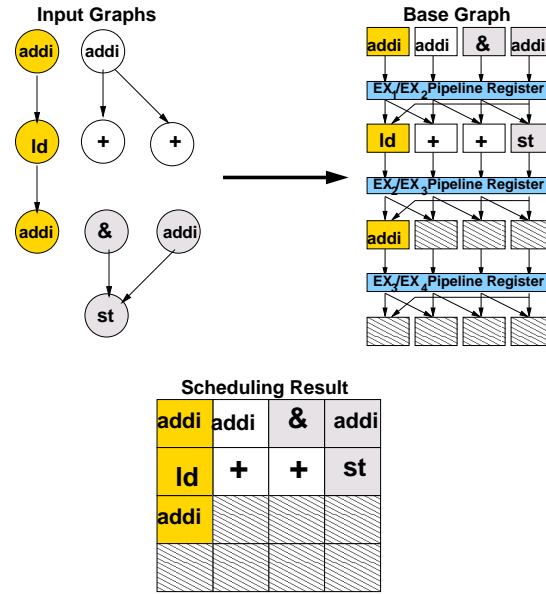 Input Graphs
Base Graph
addi addi
addi addi & addi
EX1/EX2 Pipeline Register
ld + +
ld + + st
EX2/EX3 Pipeline Register
addi & addi
addi
EX3/EX4 Pipeline Register
st
Scheduling Result
addi addi & addi
ld + + st
addi